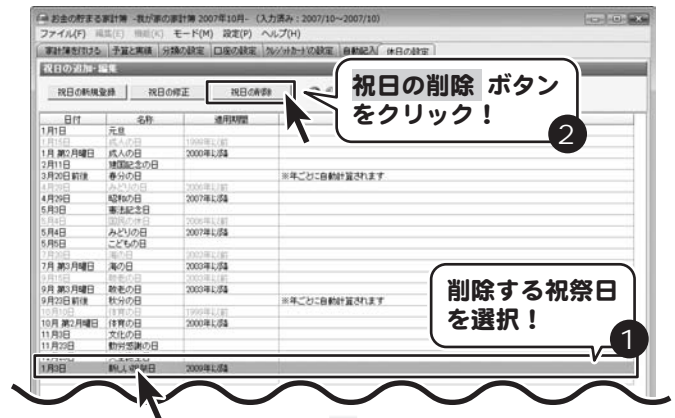 お金の貯まる家計簿 -我が家の家計簿 2007年10月- (入力済み：2007/10～2007/10)
ファイル(F) 編集(E) 機能(K) モード(M) 設定(P) ヘルプ(H)
家計簿を付ける 予算と実績 分類の設定 口座の設定 クレジットカードの設定 自動記入 休日の設定
祝日の追加・編集
祝日の新規登録 祝日の修正 祝日の削除
祝日の削除 ボタン
をクリック！
2
日付 名称 適用期間
1月1日 元旦
1月15日 成人の日 1999年以前
1月 第2月曜日 成人の日 2000年以降
2月11日 建国記念の日
3月20日前後 春分の日 ※年ごとに自動計算されます
4月29日 みどりの日 2006年以前
4月29日 昭和の日 2007年以降
5月3日 憲法記念日
5月4日 国民の休日 2006年以前
5月4日 みどりの日 2007年以降
5月5日 こどもの日
7月20日 海の日 2002年以前
7月 第3月曜日 海の日 2003年以降
9月15日 敬老の日 2002年以前
9月 第3月曜日 敬老の日 2003年以降
9月23日前後 秋分の日 ※年ごとに自動計算されます
10月10日 体育の日 1999年以前
10月 第2月曜日 体育の日 2000年以降
11月3日 文化の日
11月23日 勤労感謝の日
1月3日 新しい祝祭日 2009年以降
削除する祝祭日
を選択！
1